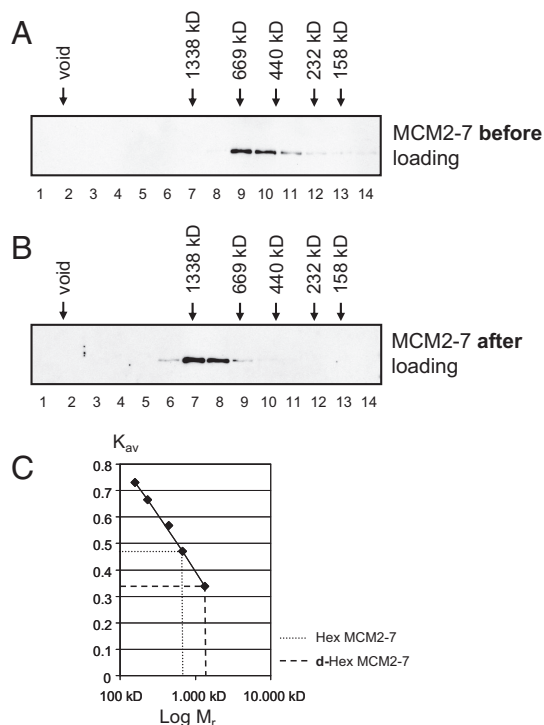 A
void
1338 kD
669 kD
440 kD
232 kD
158 kD
MCM2-7 before
loading
1 2 3 4 5 6 7 8 9 10 11 12 13 14
B
void
1338 kD
669 kD
440 kD
232 kD
158 kD
MCM2-7 after
loading
1 2 3 4 5 6 7 8 9 10 11 12 13 14
C
Kav
0.8
0.7
0.6
0.5
0.4
0.3
0.2
0.1
0
100 kD 1.000 kD 10.000 kD
Log Mr
Hex MCM2-7
d-Hex MCM2-7